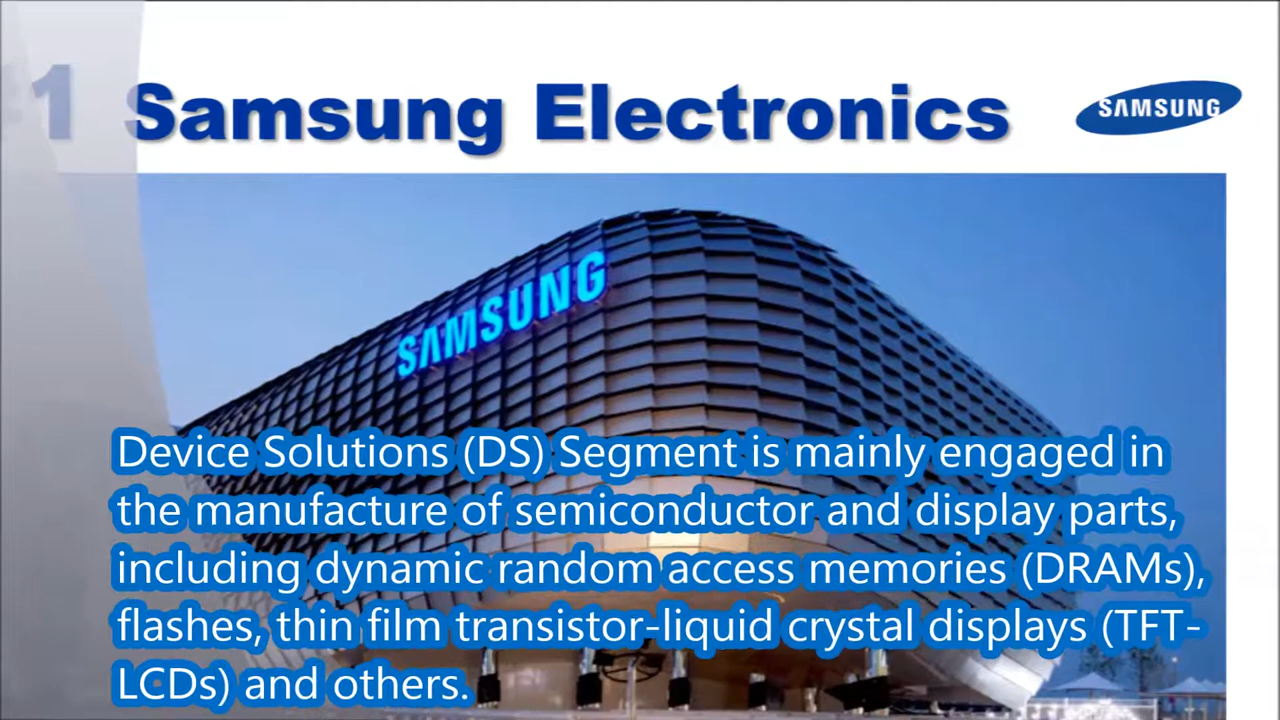 1 Samsung Electronics
SAMSUNG
SAMSUNG
Device Solutions (DS) Segment is mainly engaged in
the manufacture of semiconductor and display parts,
including dynamic random access memories (DRAMs),
flashes, thin film transistor-liquid crystal displays (TFT-
LCDs) and others.